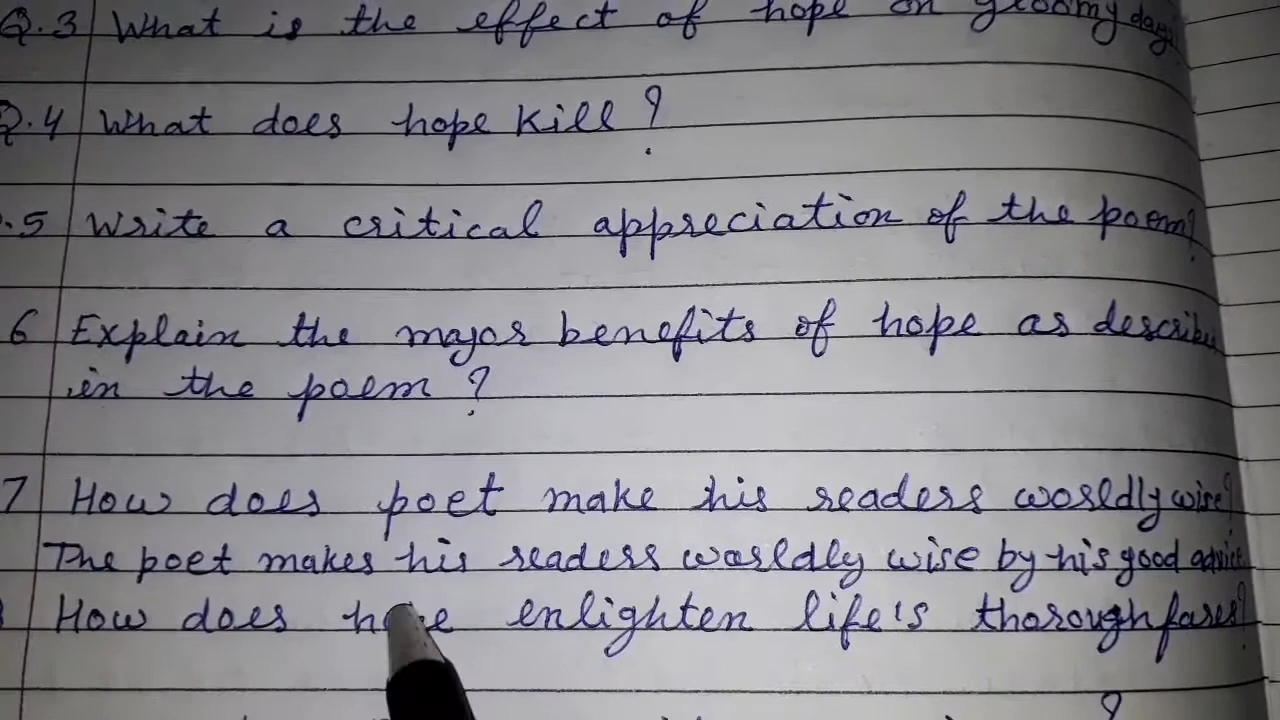 Q.3 What is the effect of hope on gloomy day
Q.4 What does hope kill?
.5 Write a critical appreciation of the poem?
6 Explain the major benefits of hope as describe
in the poem?
7 How does poet make his readers worldly wise?
The poet makes his readers worldly wise by his good advice
How does hope enlighten life's thoroughfares?